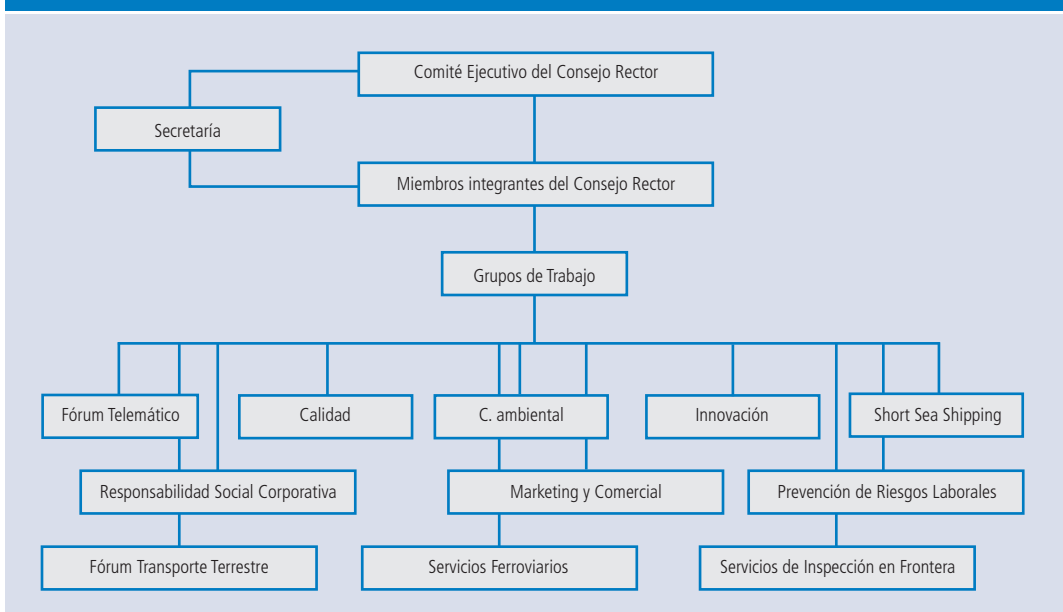 Comité Ejecutivo del Consejo Rector
Secretaría
Miembros integrantes del Consejo Rector
Grupos de Trabajo
Fórum Telemático
Calidad
C. ambiental
Innovación
Short Sea Shipping
Responsabilidad Social Corporativa
Marketing y Comercial
Prevención de Riesgos Laborales
Fórum Transporte Terrestre
Servicios Ferroviarios
Servicios de Inspección en Frontera